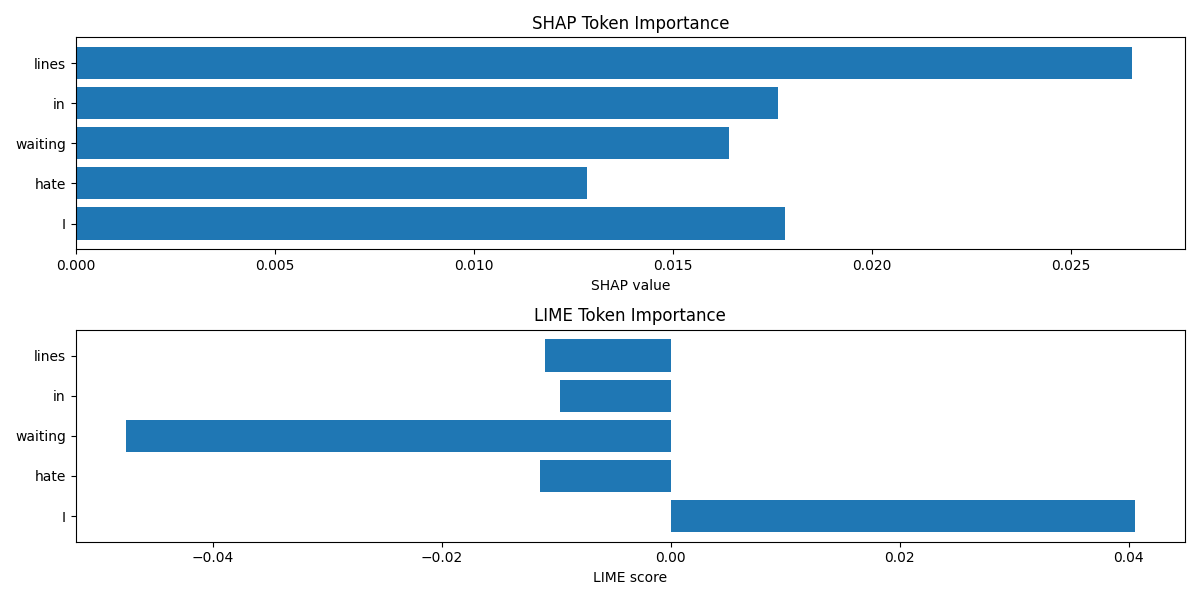 SHAP Token Importance
lines
in
waiting
hate
I
0.000 0.005 0.010 0.015 0.020 0.025
SHAP value
LIME Token Importance
lines
in
waiting
hate
I
−0.04 −0.02 0.00 0.02 0.04
LIME score